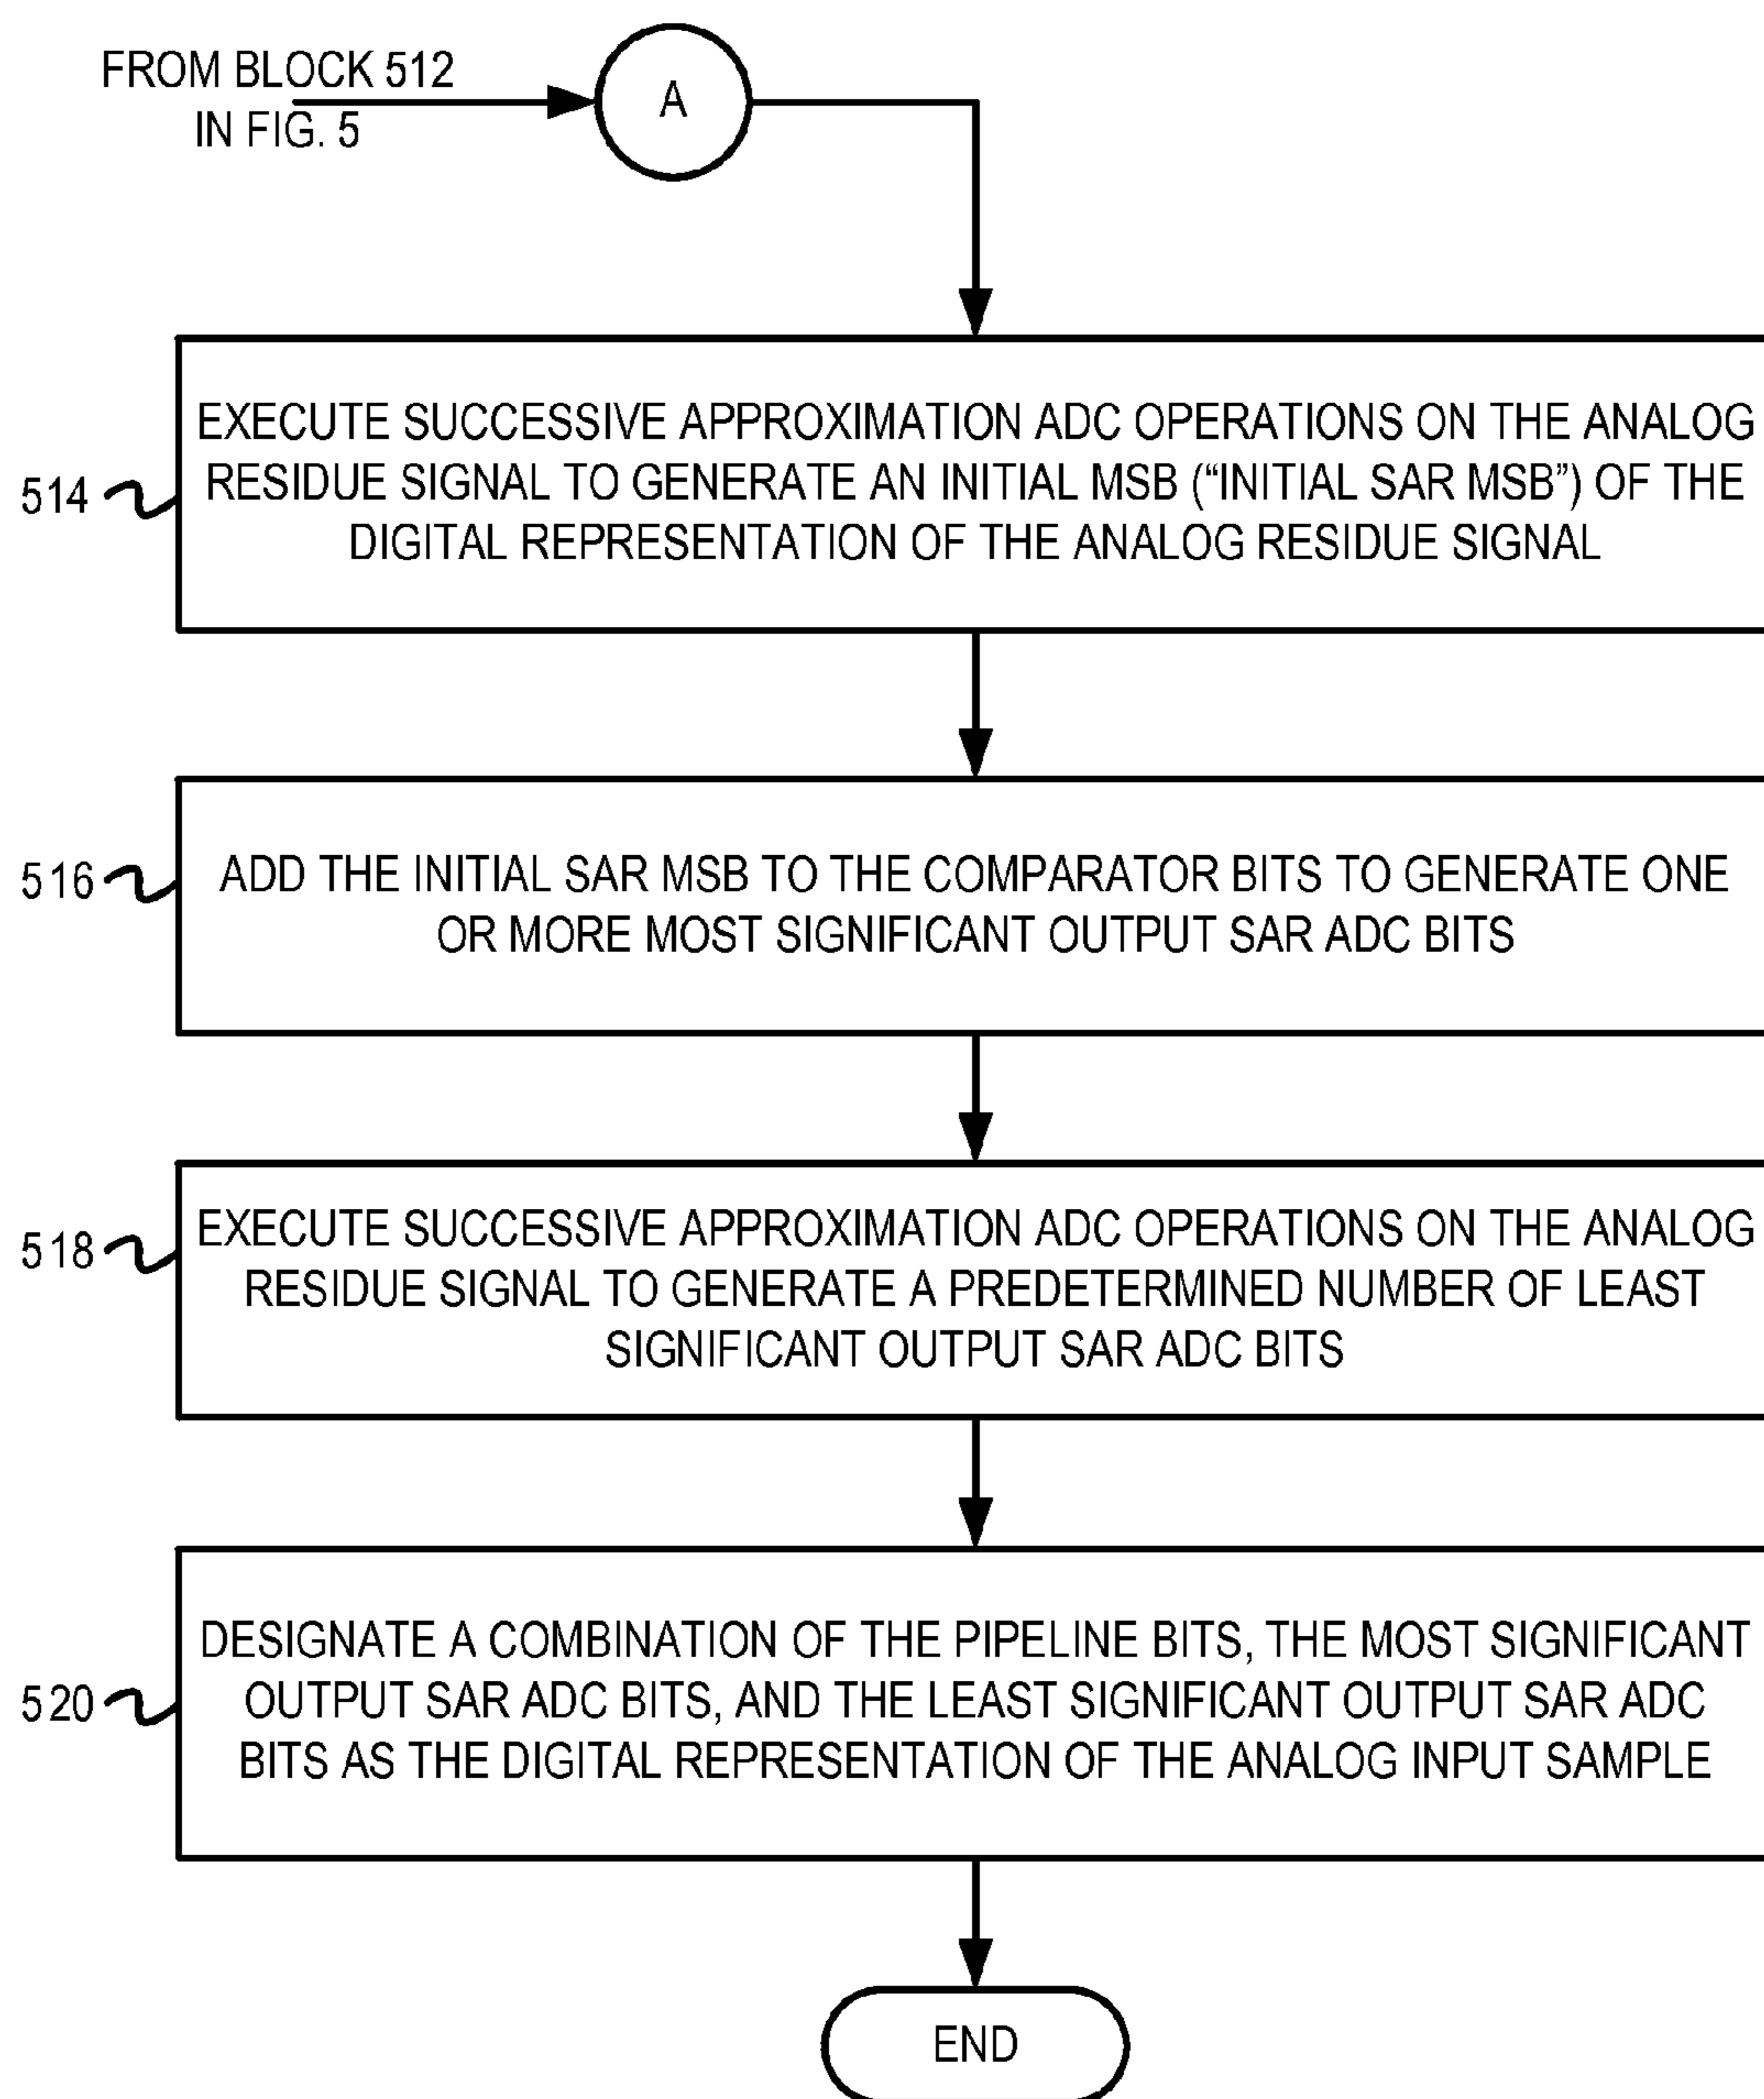 FROM BLOCK 512
IN FIG. 5
A
514
EXECUTE SUCCESSIVE APPROXIMATION ADC OPERATIONS ON THE ANALOG
RESIDUE SIGNAL TO GENERATE AN INITIAL MSB (“INITIAL SAR MSB”) OF THE
DIGITAL REPRESENTATION OF THE ANALOG RESIDUE SIGNAL
516
ADD THE INITIAL SAR MSB TO THE COMPARATOR BITS TO GENERATE ONE
OR MORE MOST SIGNIFICANT OUTPUT SAR ADC BITS
518
EXECUTE SUCCESSIVE APPROXIMATION ADC OPERATIONS ON THE ANALOG
RESIDUE SIGNAL TO GENERATE A PREDETERMINED NUMBER OF LEAST
SIGNIFICANT OUTPUT SAR ADC BITS
520
DESIGNATE A COMBINATION OF THE PIPELINE BITS, THE MOST SIGNIFICANT
OUTPUT SAR ADC BITS, AND THE LEAST SIGNIFICANT OUTPUT SAR ADC
BITS AS THE DIGITAL REPRESENTATION OF THE ANALOG INPUT SAMPLE
END